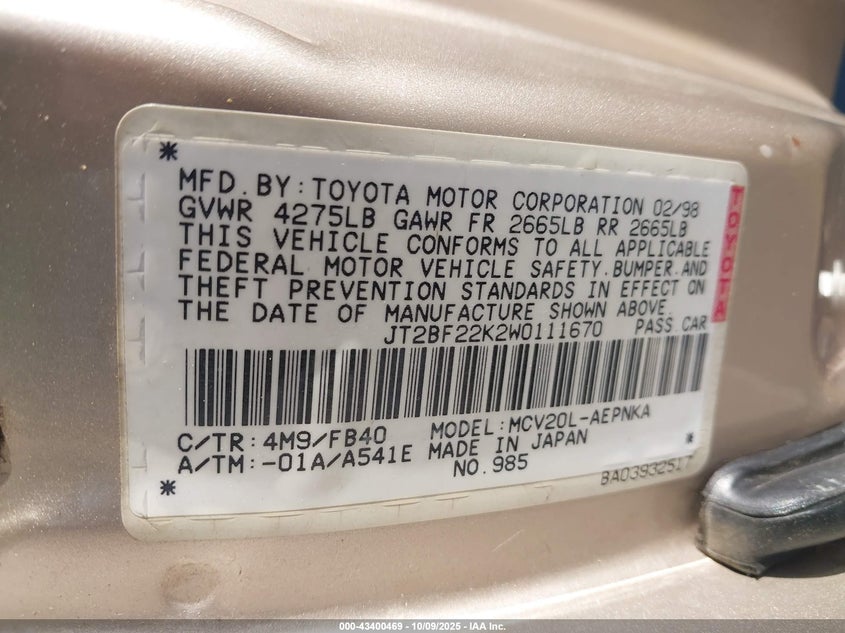 *
MFD. BY: TOYOTA MOTOR CORPORATION 02/98
GVWR 4275LB GAWR FR 2665LB RR 2665LB
THIS VEHICLE CONFORMS TO ALL APPLICABLE
FEDERAL MOTOR VEHICLE SAFETY. BUMPER. AND
THEFT PREVENTION STANDARDS IN EFFECT ON
THE DATE OF MANUFACTURE SHOWN ABOVE.
JT2BF22K2W0111670 PASS. CAR
TOYOTA
C/TR: 4M9/FB40 MODEL: MCV20L-AEPNKA
A/TM: -01A/A541E MADE IN JAPAN *
NO. 985
BA03932517
*
000-43400469 - 10/09/2025 - IAA Inc.